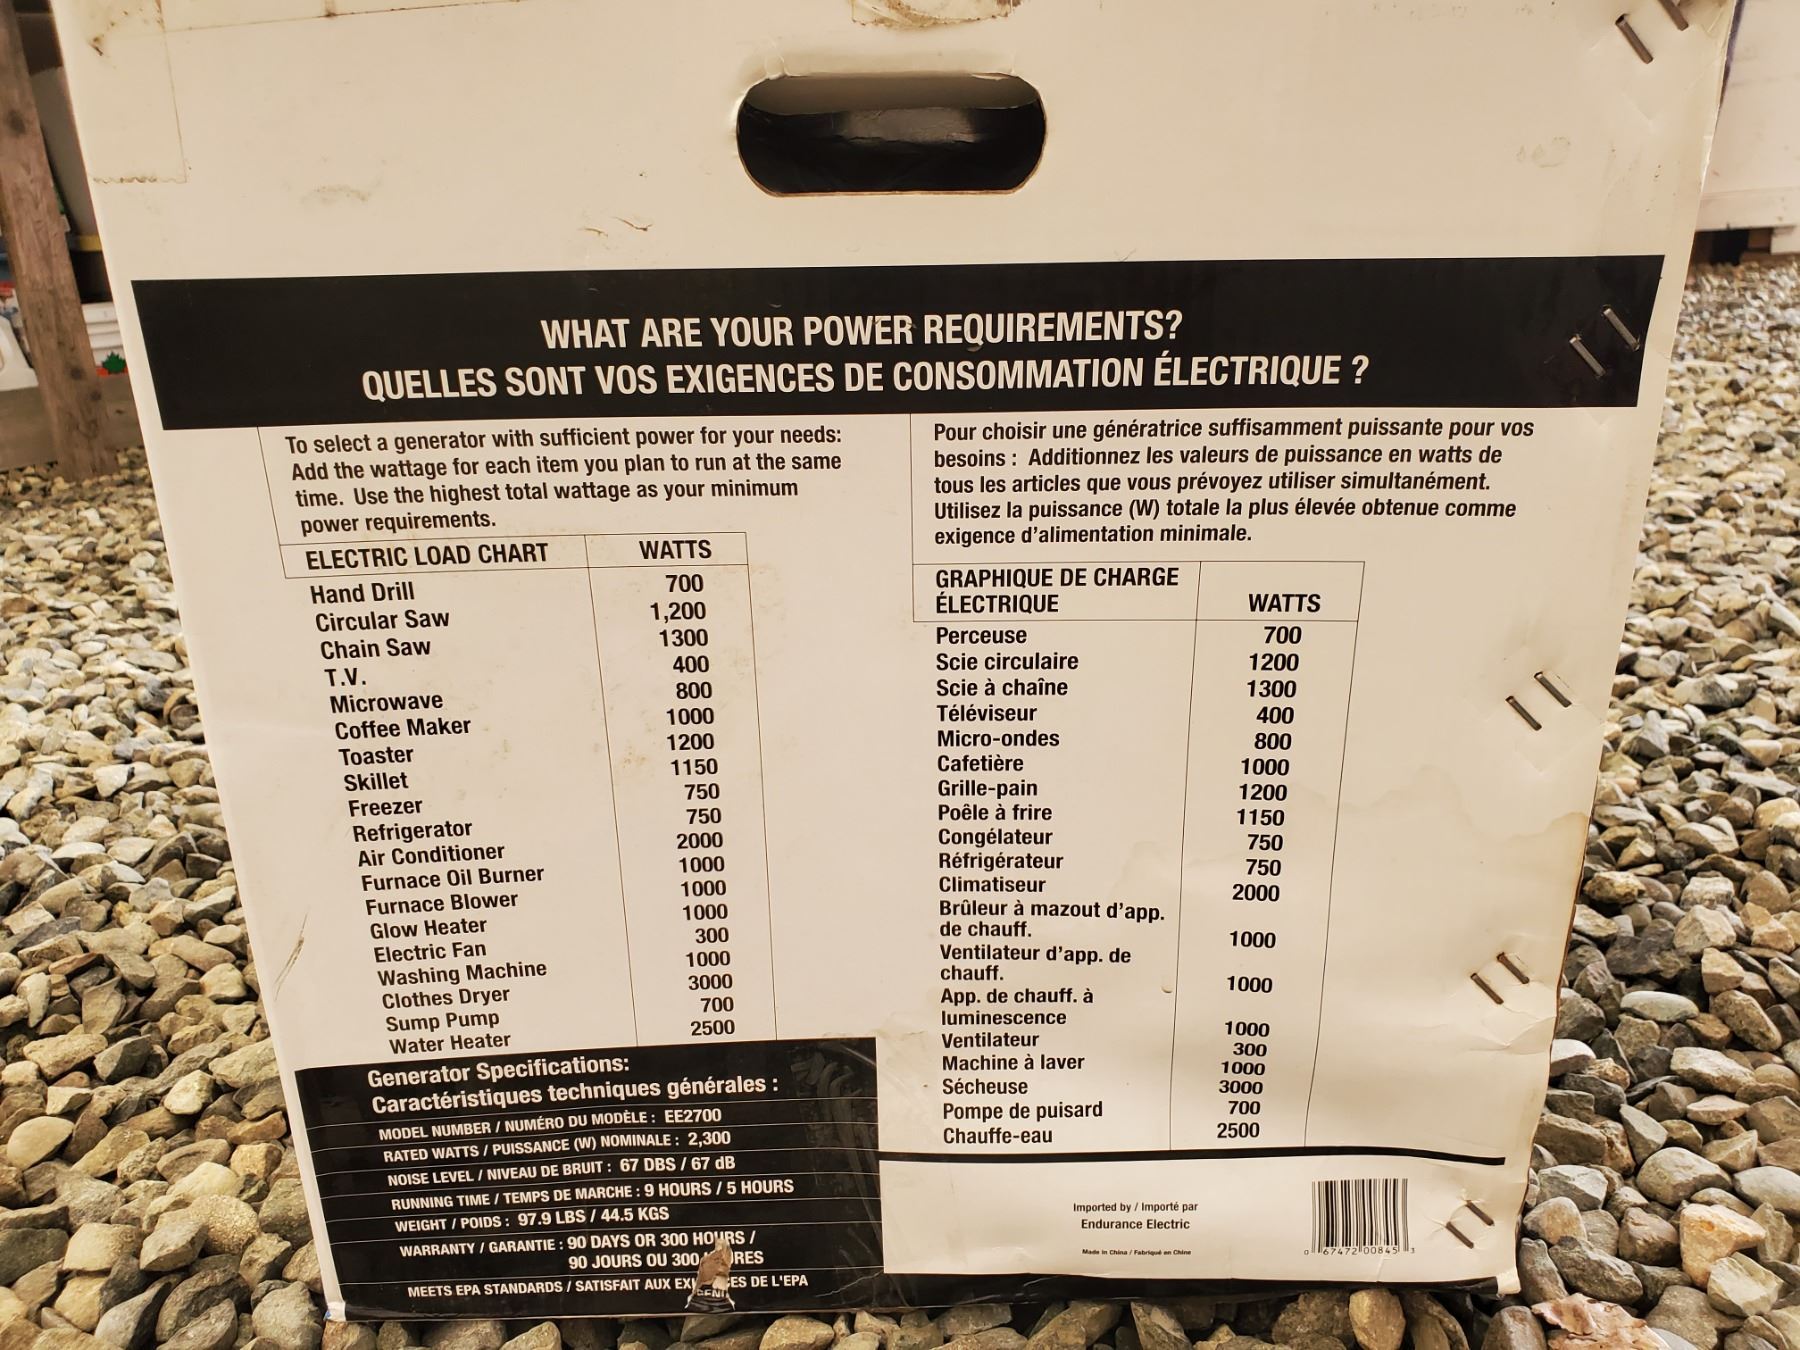 WHAT ARE YOUR POWER REQUIREMENTS?
QUELLES SONT VOS EXIGENCES DE CONSOMMATION ÉLECTRIQUE ?
To select a generator with sufficient power for your needs:
Add the wattage for each item you plan to run at the same
time. Use the highest total wattage as your minimum
power requirements.
ELECTRIC LOAD CHART WATTS
Hand Drill 700
Circular Saw 1,200
Chain Saw 1300
T.V. 400
Microwave 800
Coffee Maker 1000
Toaster 1200
Skillet 1150
Freezer 750
Refrigerator 750
Air Conditioner 2000
Furnace Oil Burner 1000
Furnace Blower 1000
Glow Heater 1000
Electric Fan 300
Washing Machine 1000
Clothes Dryer 3000
Sump Pump 700
Water Heater 2500
Generator Specifications:
Caractéristiques techniques générales :
MODEL NUMBER / NUMÉRO DU MODÈLE : EE2700
RATED WATTS / PUISSANCE (W) NOMINALE : 2,300
NOISE LEVEL / NIVEAU DE BRUIT : 67 DBS / 67 dB
RUNNING TIME / TEMPS DE MARCHE : 9 HOURS / 5 HOURS
WEIGHT / POIDS : 97.9 LBS / 44.5 KGS
WARRANTY / GARANTIE : 90 DAYS OR 300 HOURS /
90 JOURS OU 300
MEETS EPA STANDARDS / SATISFAIT AUX DE L'EPA
Pour choisir une génératrice suffisamment puissante pour vos
besoins : Additionnez les valeurs de puissance en watts de
tous les articles que vous prévoyez utiliser simultanément.
Utilisez la puissance (W) totale la plus élevée obtenue comme
exigence d'alimentation minimale.
GRAPHIQUE DE CHARGE
ÉLECTRIQUE WATTS
Perceuse 700
Scie circulaire 1200
Scie à chaîne 1300
Téléviseur 400
Micro-ondes 800
Cafetière 1000
Grille-pain 1200
Poêle à frire 1150
Congélateur 750
Réfrigérateur 750
Climatiseur 2000
Brûleur à mazout d'app.
de chauff. 1000
Ventilateur d'app. de
chauff. 1000
App. de chauff. à
luminescence 1000
Ventilateur 300
Machine à laver 1000
Sécheuse 3000
Pompe de puisard 700
Chauffe-eau 2500
Imported by / Importé par
Endurance Electric
Made in China / Fabriqué en Chine
0 67472 00845 3